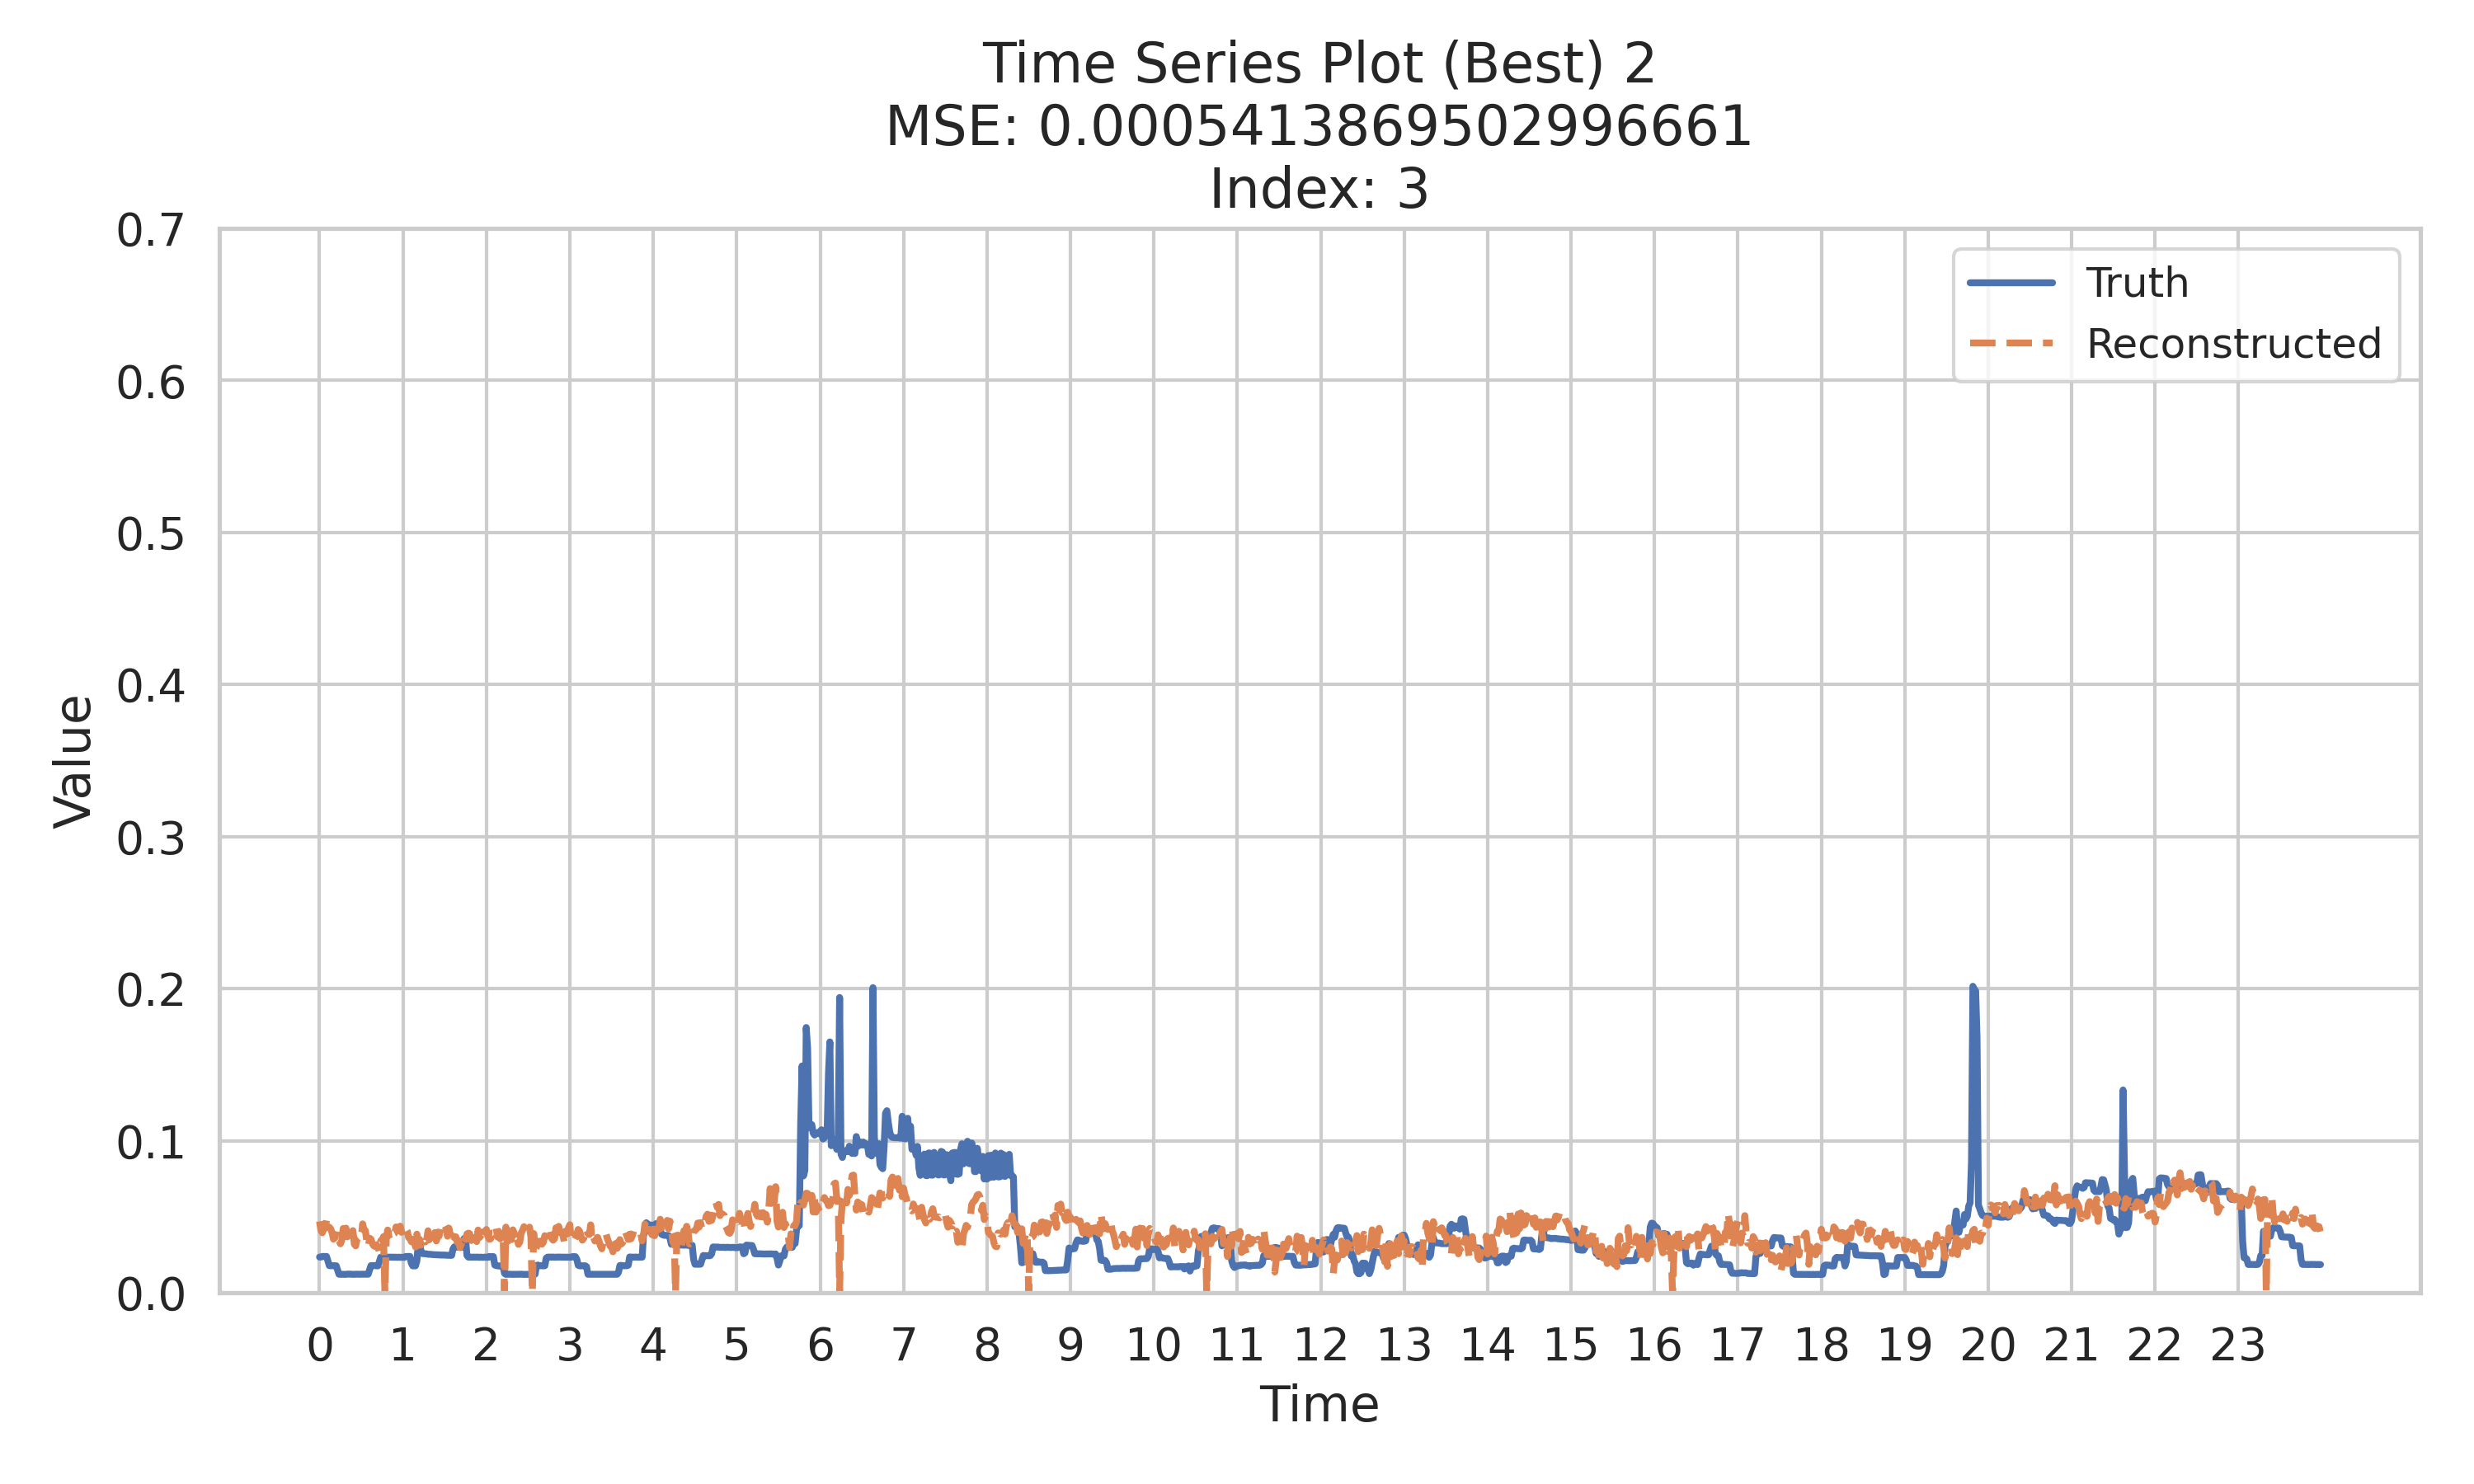 Time Series Plot (Best) 2
MSE: 0.0005413869502996661
Index: 3
0.7
0.6
0.5
0.4
0.3
0.2
0.1
0.0
Value
Truth
Reconstructed
0 1 2 3 4 5 6 7 8 9 10 11 12 13 14 15 16 17 18 19 20 21 22 23
Time